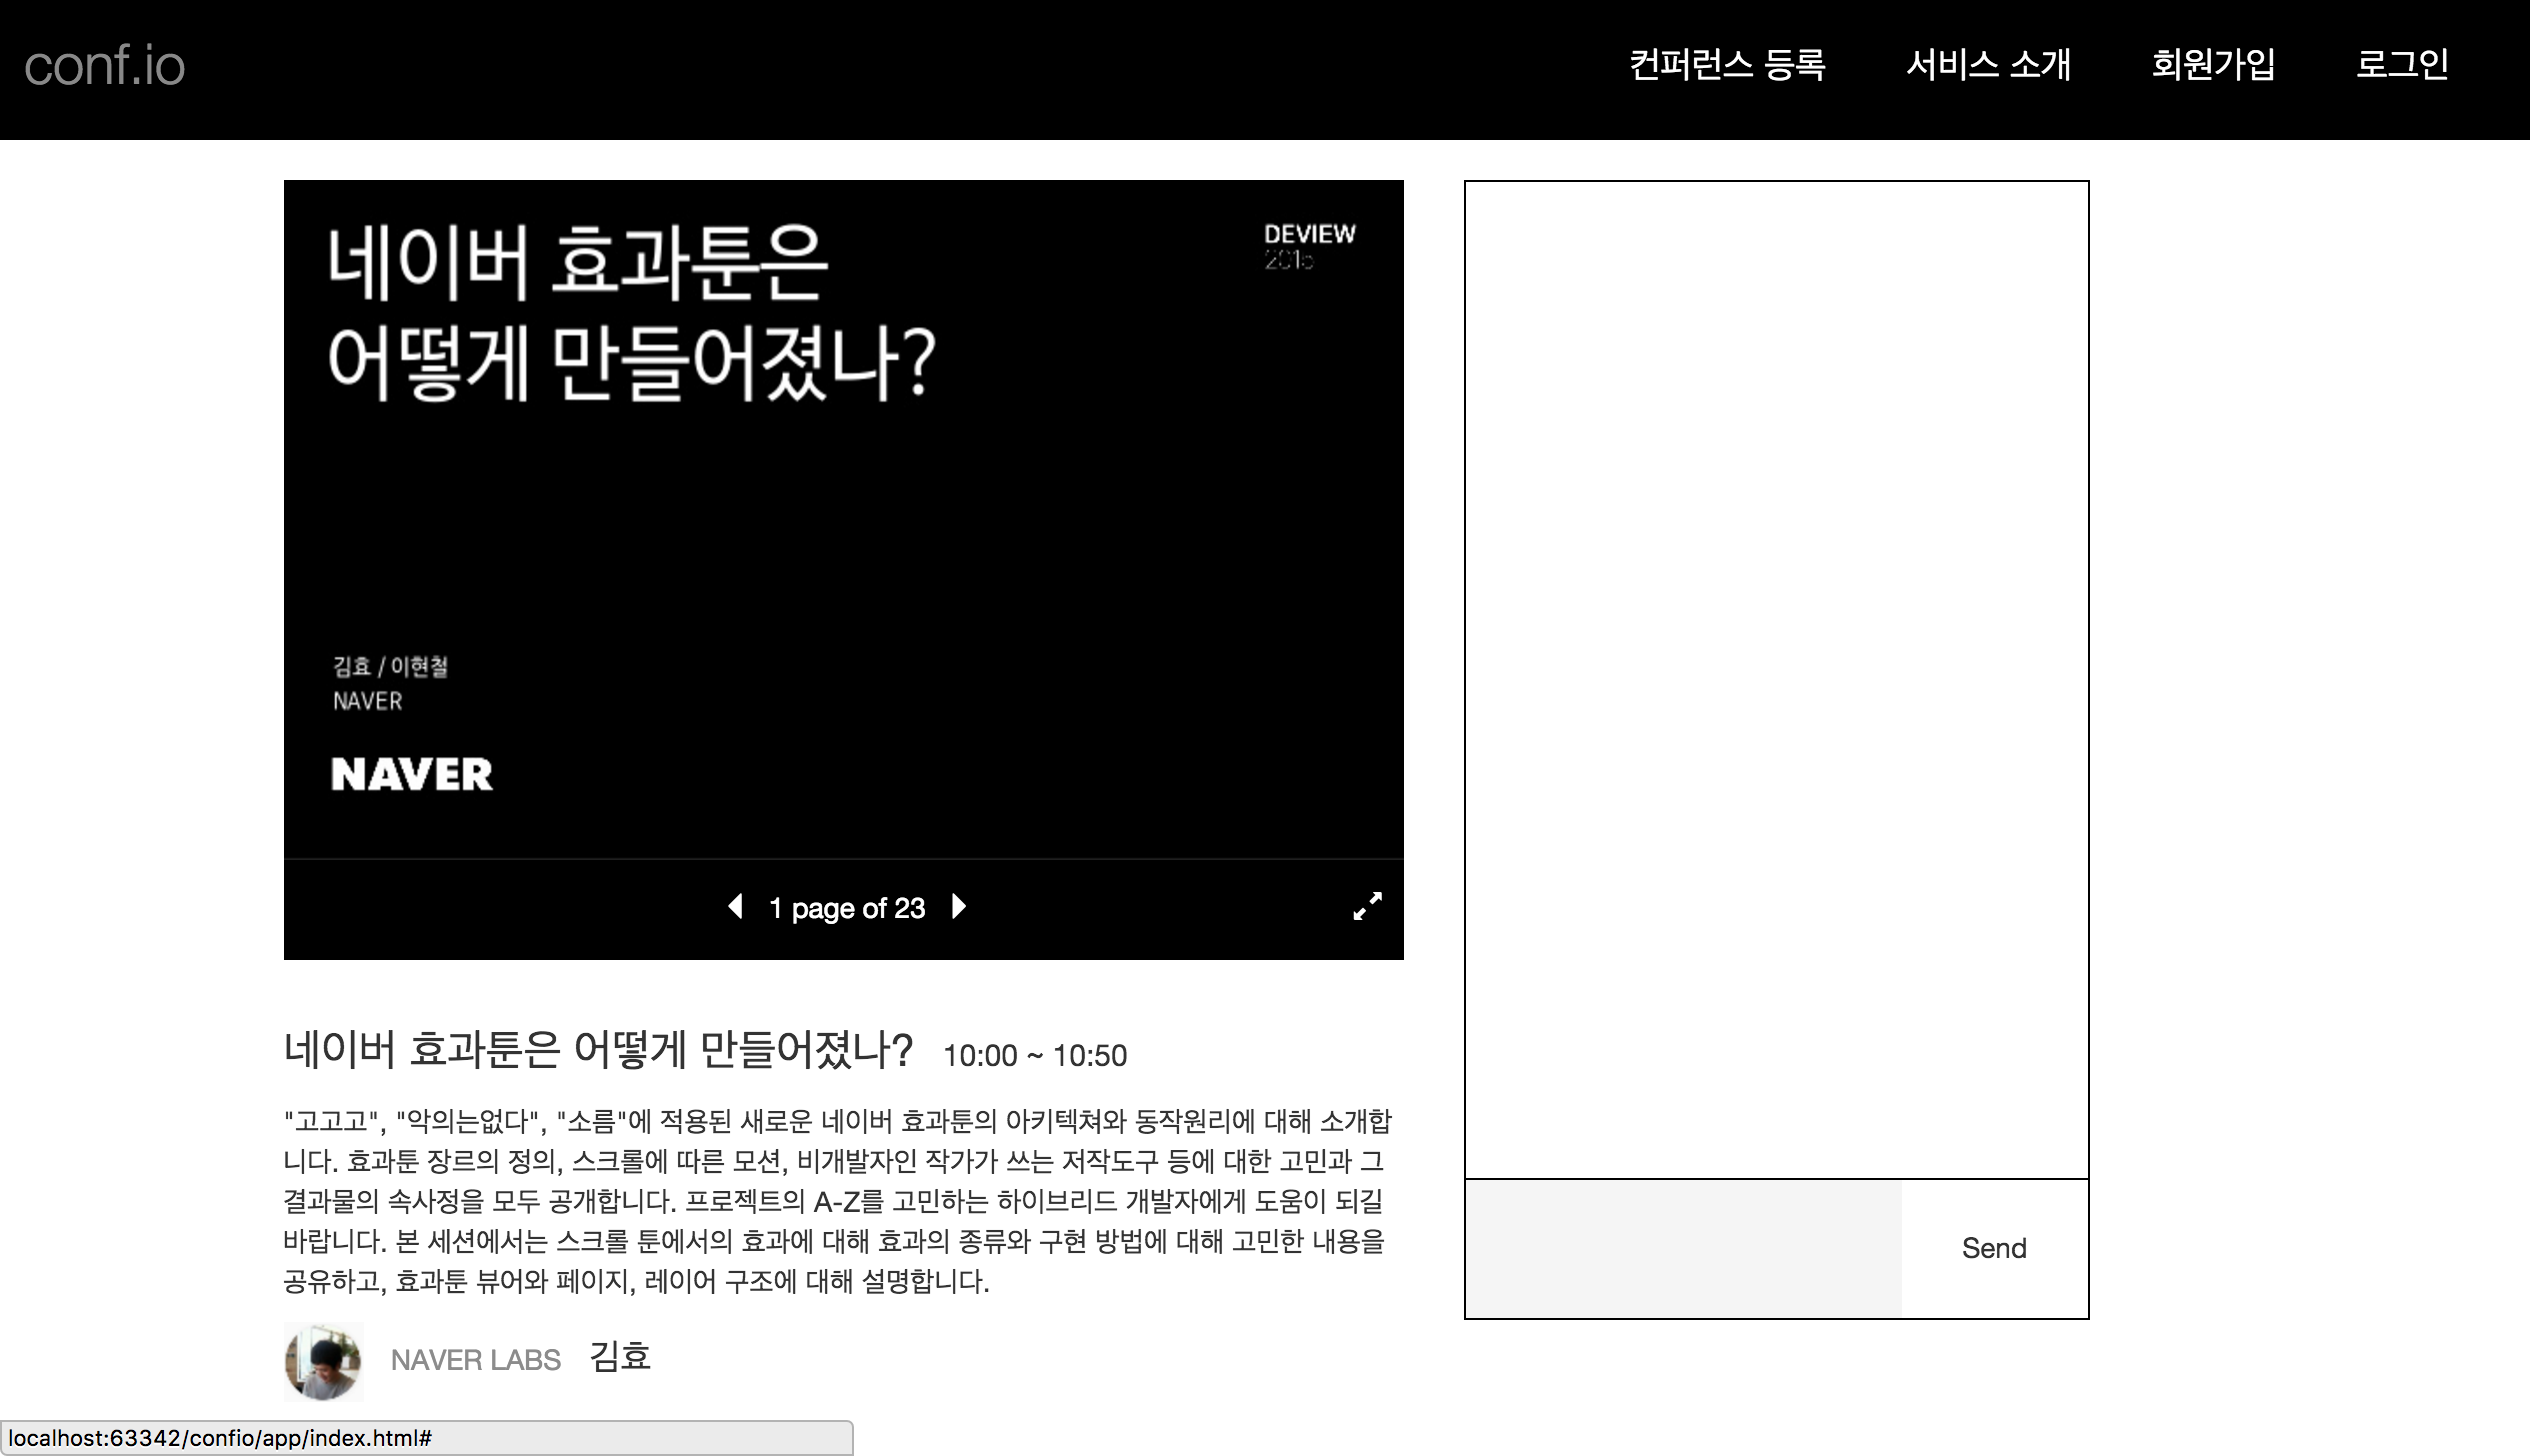 conf.io
컨퍼런스 등록 서비스 소개 회원가입 로그인
네이버 효과툰은
어떻게 만들어졌나?
DEVIEW
2015
김효 / 이현철
NAVER
NAVER
1 page of 23
네이버 효과툰은 어떻게 만들어졌나? 10:00 ~ 10:50
"고고고", "악의는없다", "소름"에 적용된 새로운 네이버 효과툰의 아키텍쳐와 동작원리에 대해 소개합
니다. 효과툰 장르의 정의, 스크롤에 따른 모션, 비개발자인 작가가 쓰는 저작도구 등에 대한 고민과 그
결과물의 속사정을 모두 공개합니다. 프로젝트의 A-Z를 고민하는 하이브리드 개발자에게 도움이 되길
바랍니다. 본 세션에서는 스크롤 툰에서의 효과에 대해 효과의 종류와 구현 방법에 대해 고민한 내용을
공유하고, 효과툰 뷰어와 페이지, 레이어 구조에 대해 설명합니다.
NAVER LABS 김효
Send
localhost:63342/confio/app/index.html#